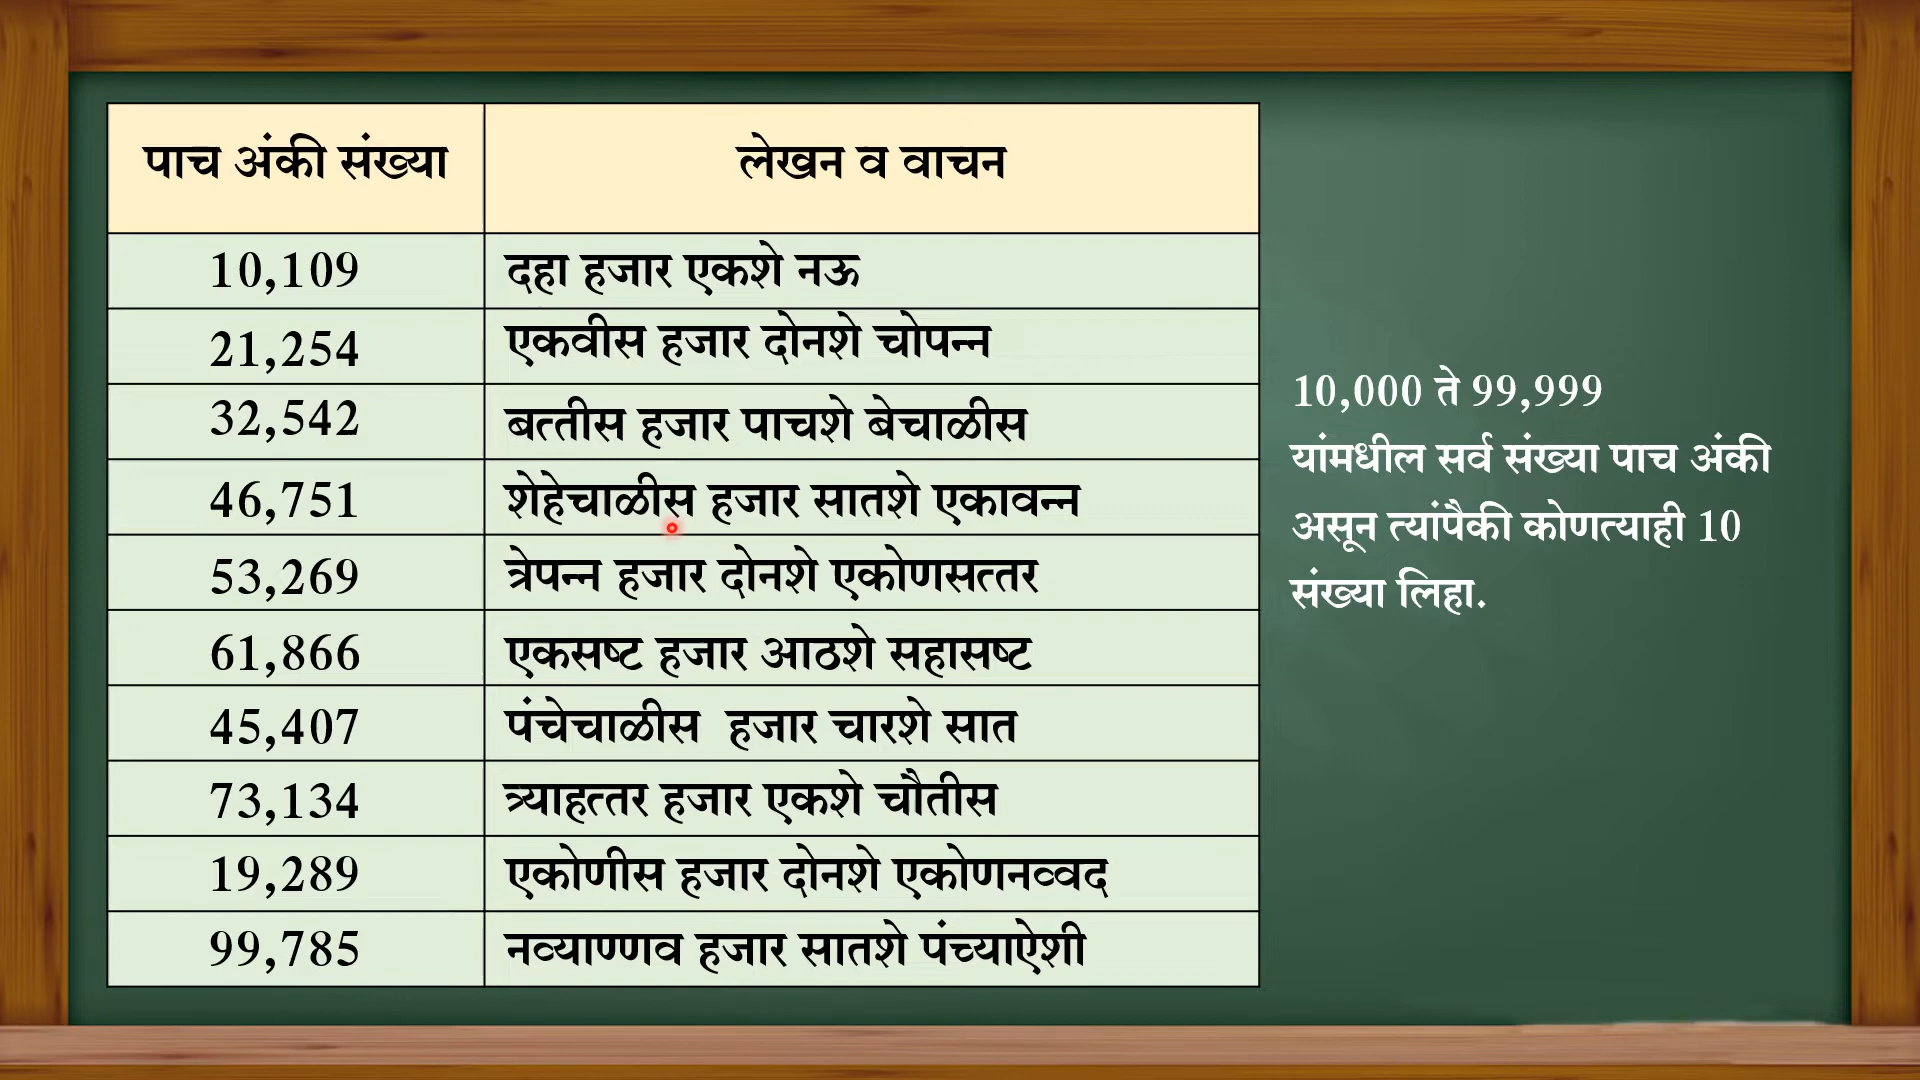 पाच अंकी संख्या	लेखन व वाचन
10,109	दहा हजार एकशे नऊ
21,254	एकवीस हजार दोनशे चोपन्न
32,542	बत्तीस हजार पाचशे बेचाळीस
46,751	शेहेचाळीस हजार सातशे एकावन्न
53,269	त्रेपन्न हजार दोनशे एकोणसत्तर
61,866	एकसष्ट हजार आठशे सहासष्ट
45,407	पंचेचाळीस हजार चारशे सात
73,134	त्र्याहत्तर हजार एकशे चौतीस
19,289	एकोणीस हजार दोनशे एकोणनव्वद
99,785	नव्याण्णव हजार सातशे पंच्याऐशी
10,000 ते 99,999
यांमधील सर्व संख्या पाच अंकी
असून त्यांपैकी कोणत्याही 10
संख्या लिहा.